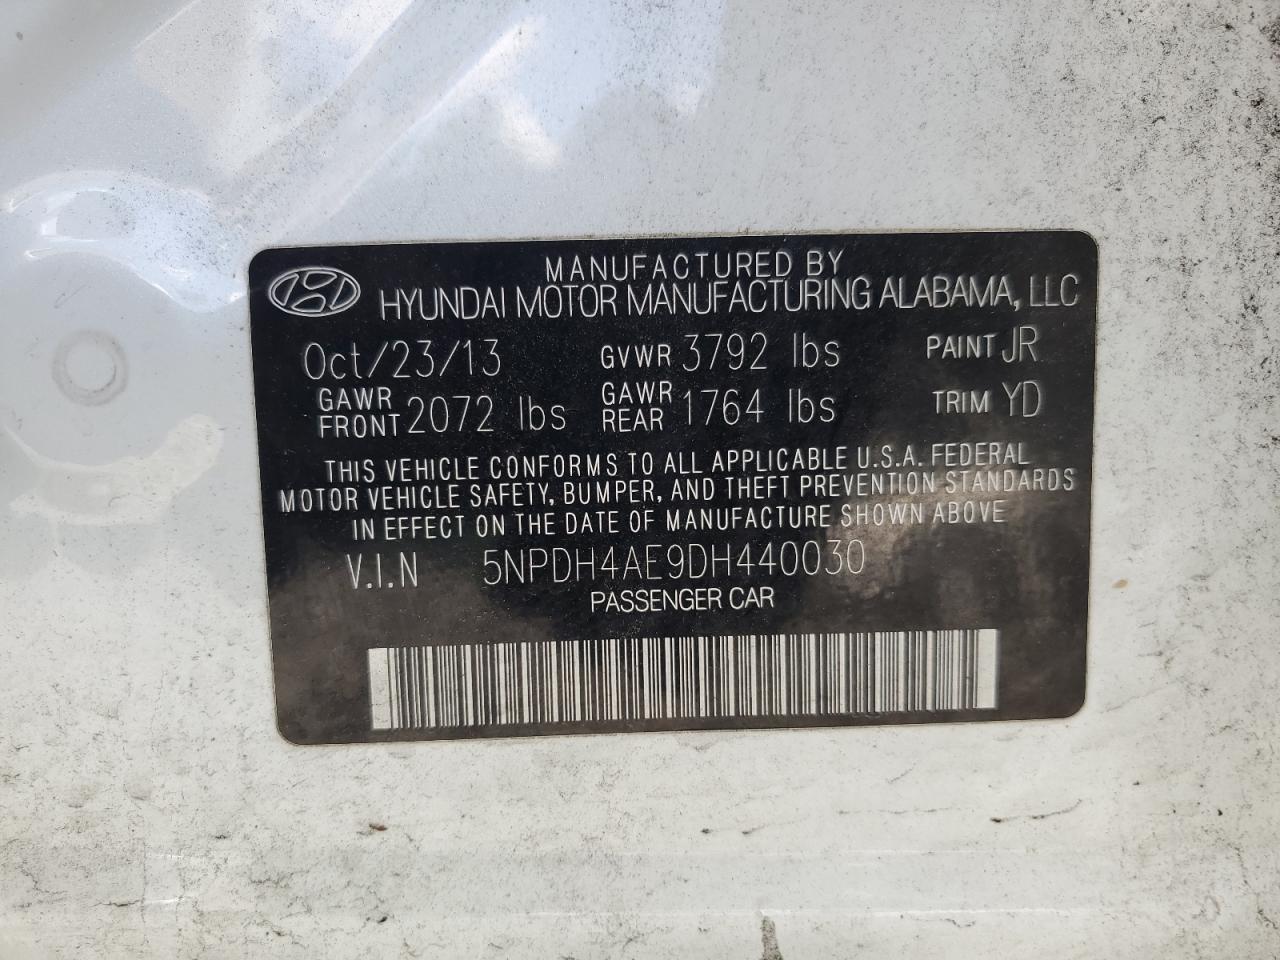 MANUFACTURED BY
HYUNDAI MOTOR MANUFACTURING ALABAMA, LLC
Oct/23/13 GVWR 3792 lbs PAINT JR
GAWR FRONT 2072 lbs GAWR REAR 1764 lbs TRIM YD
THIS VEHICLE CONFORMS TO ALL APPLICABLE U.S.A. FEDERAL
MOTOR VEHICLE SAFETY, BUMPER, AND THEFT PREVENTION STANDARDS
IN EFFECT ON THE DATE OF MANUFACTURE SHOWN ABOVE
V.I.N 5NPDH4AE9DH440030
PASSENGER CAR